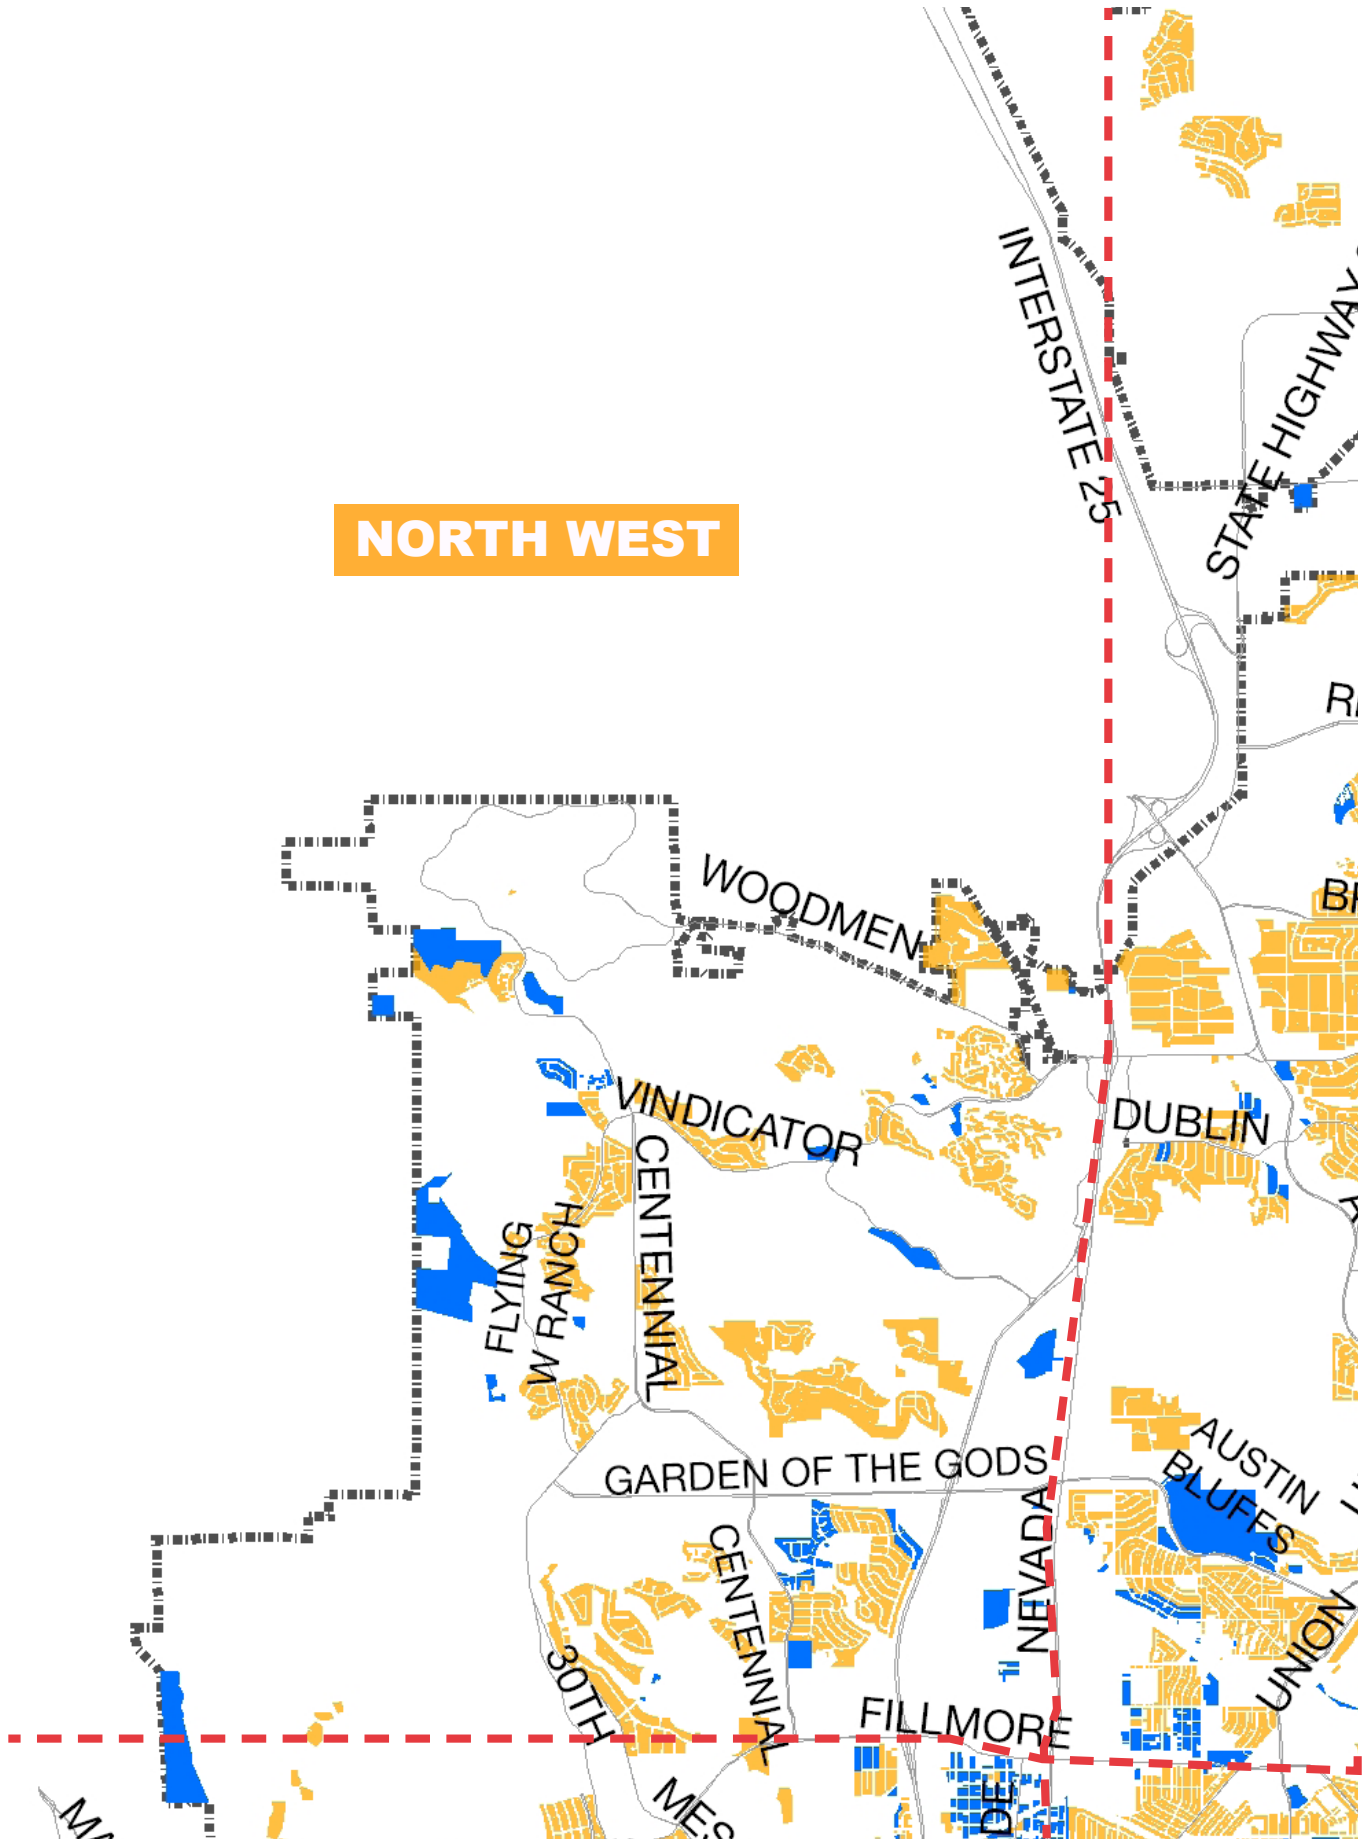 INTERSTATE 25
STATE HIGHWAY
NORTH WEST
WOODMEN
VINDICATOR
DUBLIN
CENTENNIAL
FLYING
W RANCH
GARDEN OF THE GODS
AUSTIN
BLUFFS
NEVADA
CENTENNIAL
UNION
30TH
FILLMORE